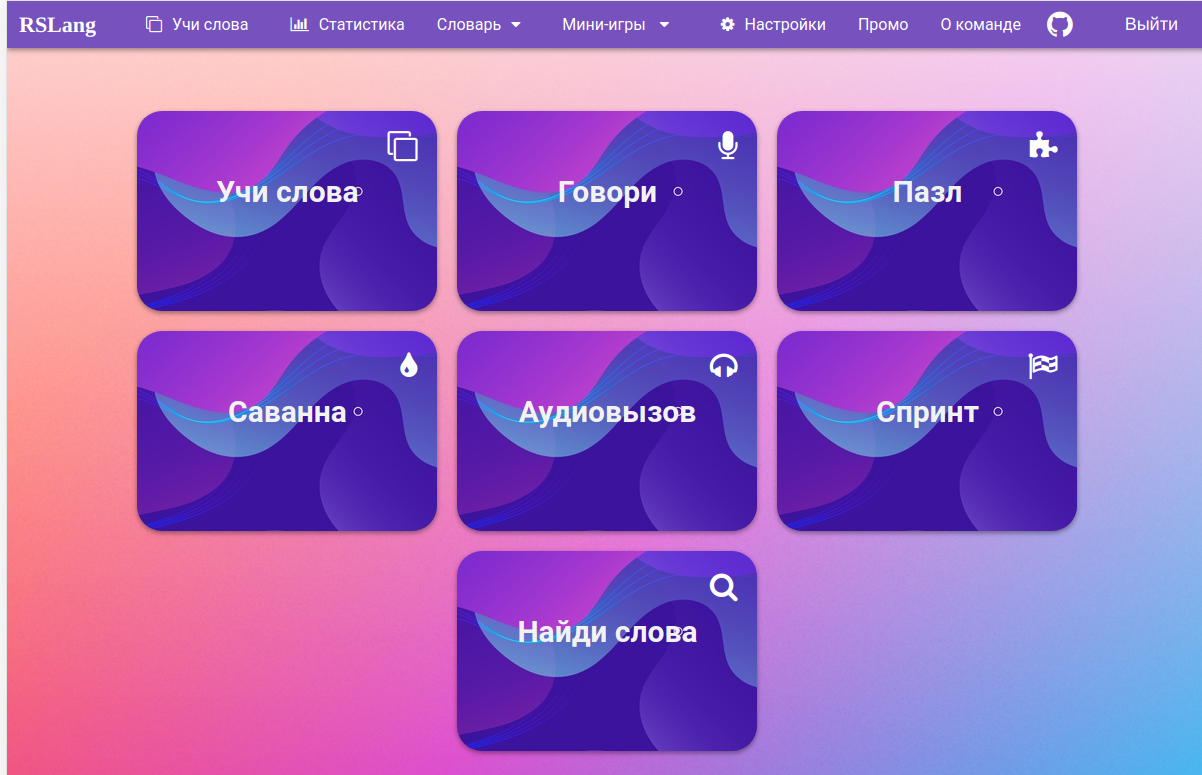 RSLang
Учи слова
Статистика
Словарь
Мини-игры
Настройки
Промо
О команде
Выйти
Учи слова
Говори
Пазл
Саванна
Аудиовызов
Спринт
Найди слова